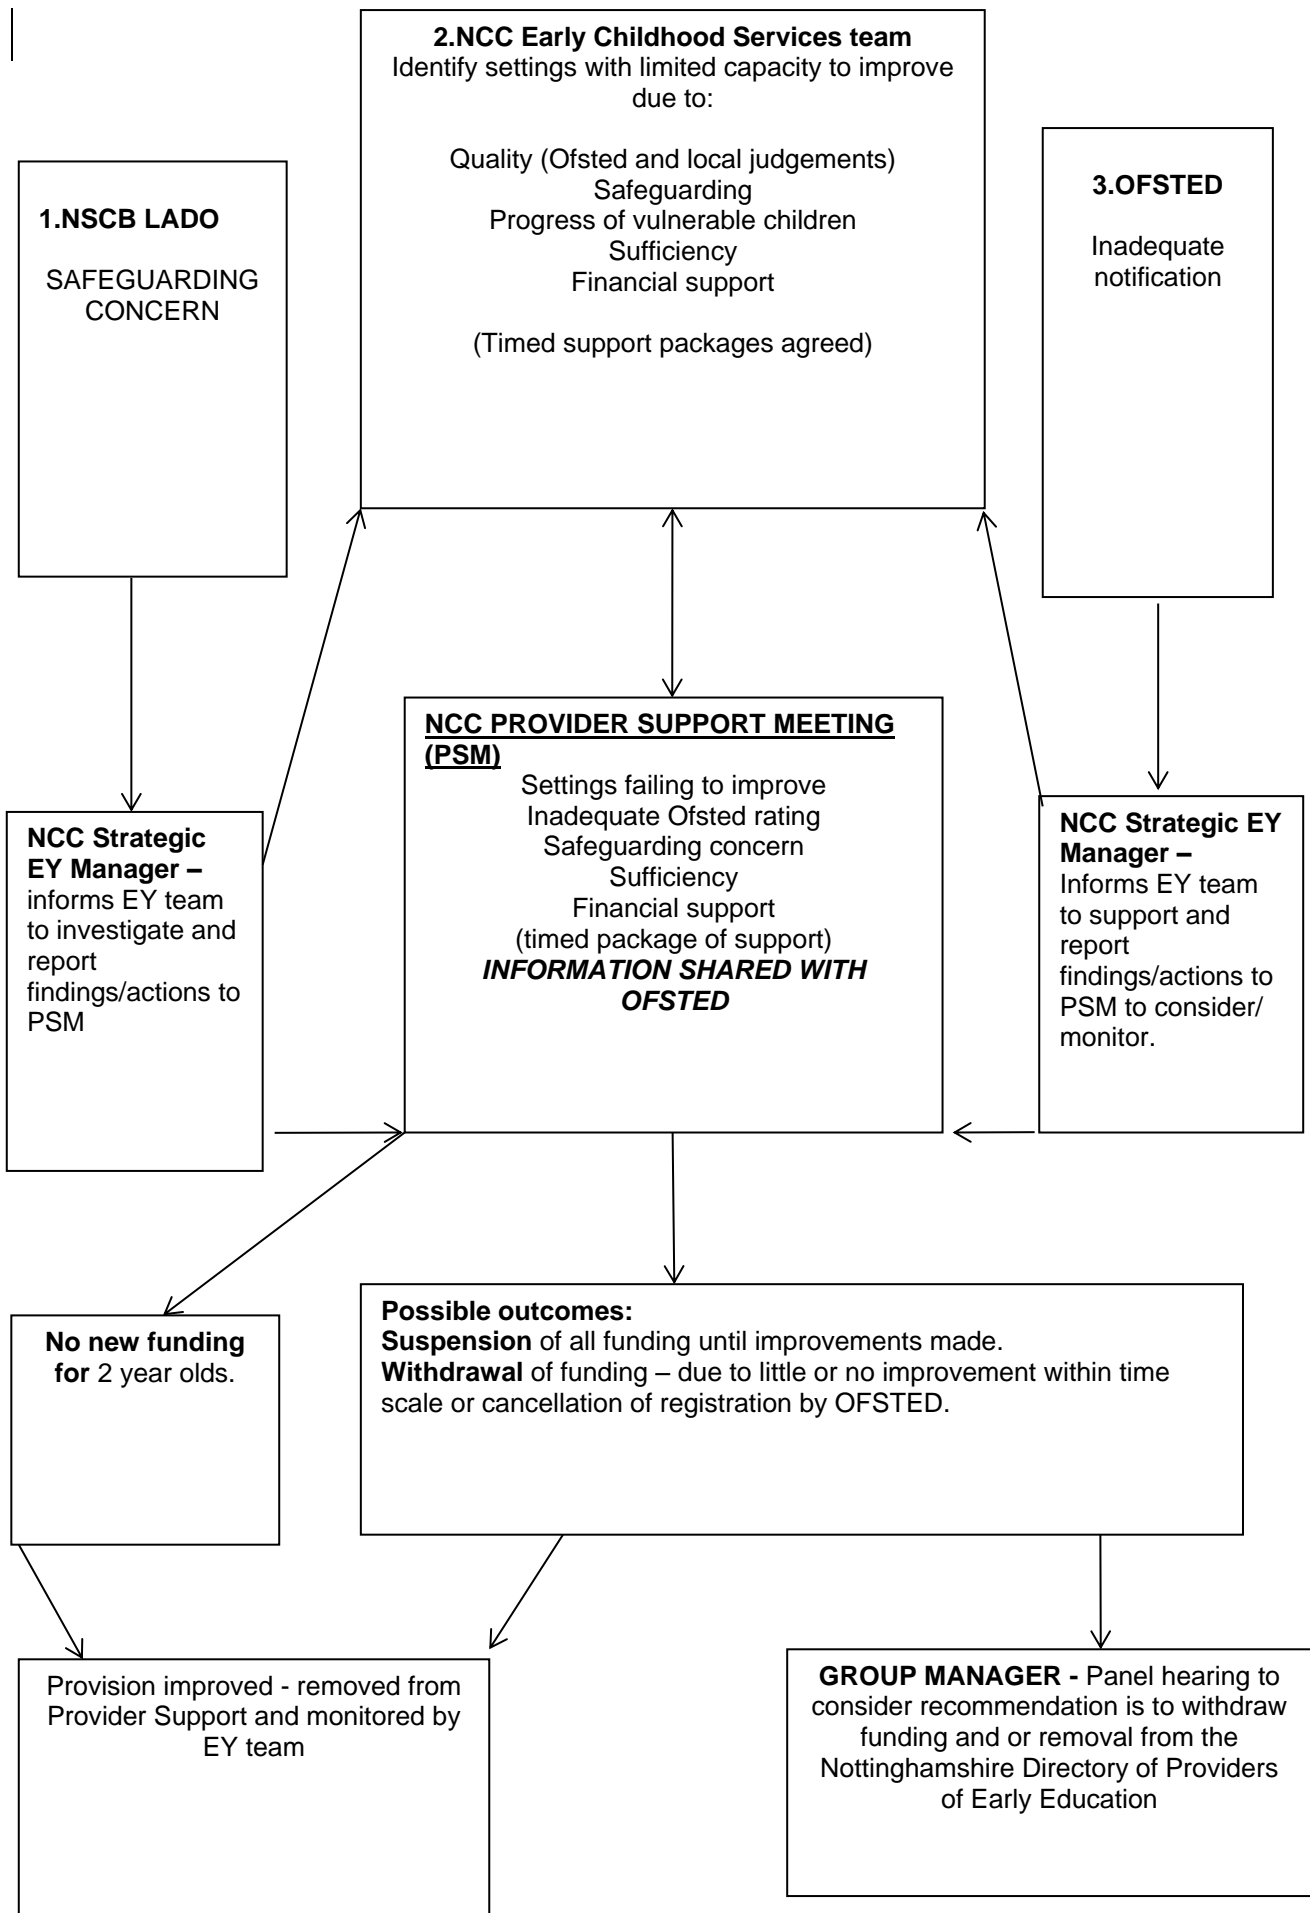 2.NCC Early Childhood Services team
Identify settings with limited capacity to improve
due to:
Quality (Ofsted and local judgements)
Safeguarding
Progress of vulnerable children
Sufficiency
Financial support
(Timed support packages agreed)
1.NSCB LADO
SAFEGUARDING
CONCERN
3.OFSTED
Inadequate
notification
NCC Strategic
EY Manager –
informs EY team
to investigate and
report
findings/actions to
PSM
NCC PROVIDER SUPPORT MEETING
(PSM)
Settings failing to improve
Inadequate Ofsted rating
Safeguarding concern
Sufficiency
Financial support
(timed package of support)
INFORMATION SHARED WITH
OFSTED
NCC Strategic EY
Manager –
Informs EY team
to support and
report
findings/actions to
PSM to consider/
monitor.
No new funding
for 2 year olds.
Possible outcomes:
Suspension of all funding until improvements made.
Withdrawal of funding – due to little or no improvement within time
scale or cancellation of registration by OFSTED.
Provision improved - removed from
Provider Support and monitored by
EY team
GROUP MANAGER - Panel hearing to
consider recommendation is to withdraw
funding and or removal from the
Nottinghamshire Directory of Providers
of Early Education